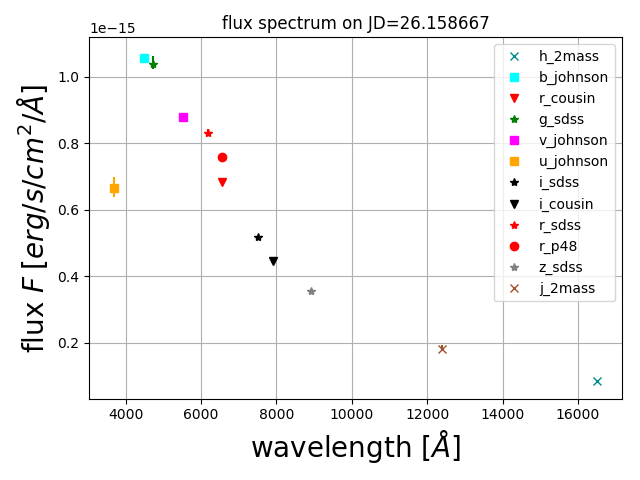 flux spectrum on JD=26.158667
1e−15
flux F [erg/s/cm²/Å]
1.0
0.8
0.6
0.4
0.2
4000 6000 8000 10000 12000 14000 16000
wavelength [Å]
h_2mass
b_johnson
r_cousin
g_sdss
v_johnson
u_johnson
i_sdss
i_cousin
r_sdss
r_p48
z_sdss
j_2mass